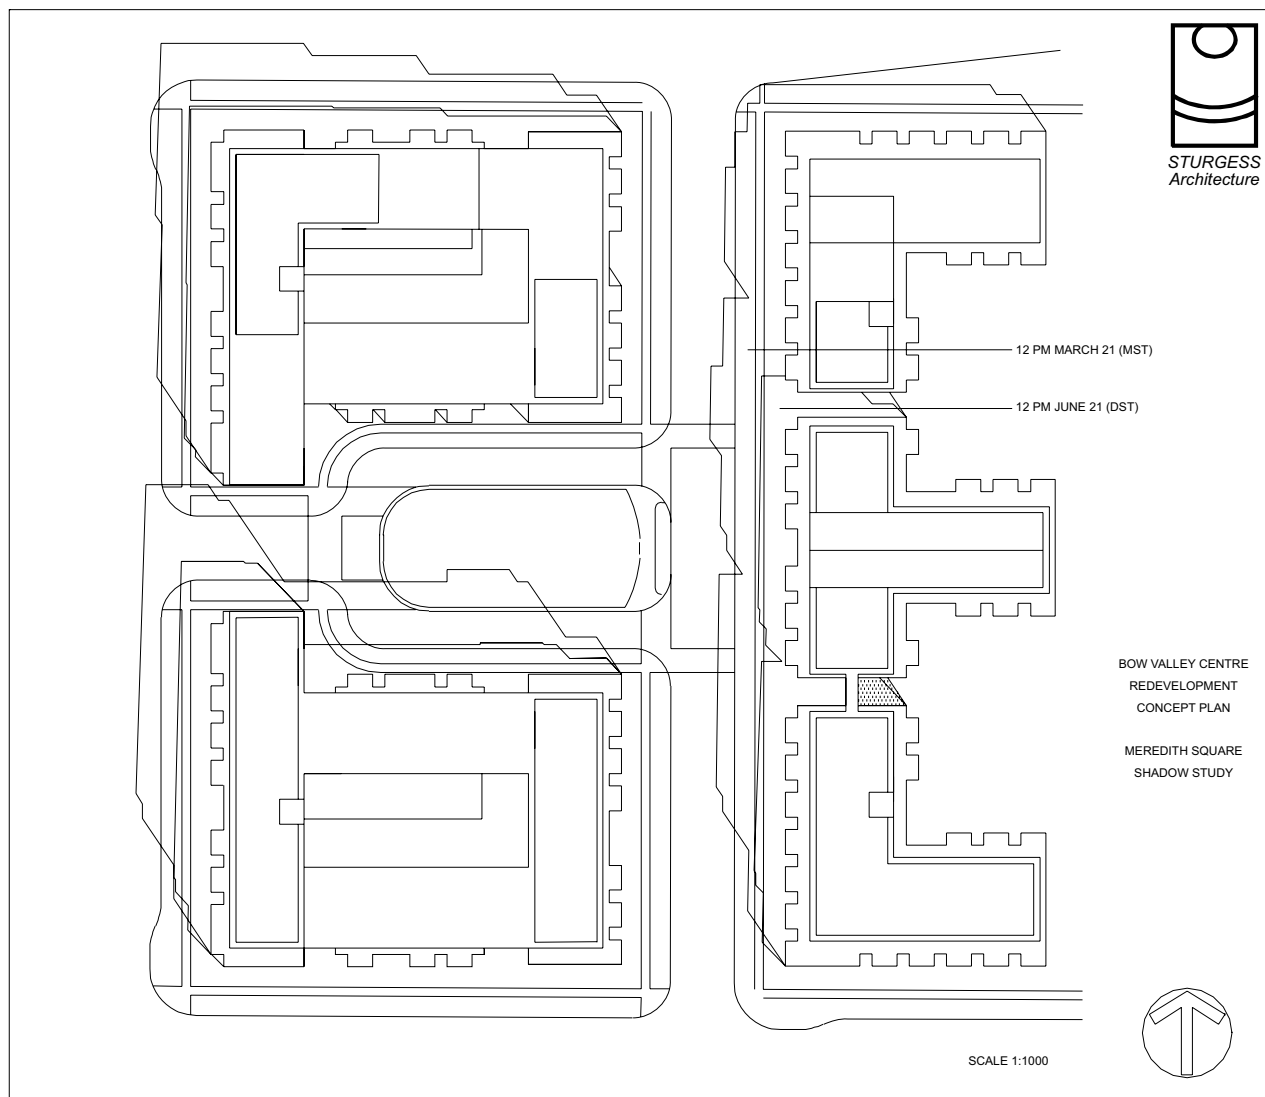 STURGESS
Architecture
12 PM MARCH 21 (MST)
12 PM JUNE 21 (DST)
BOW VALLEY CENTRE
REDEVELOPMENT
CONCEPT PLAN
MEREDITH SQUARE
SHADOW STUDY
SCALE 1:1000